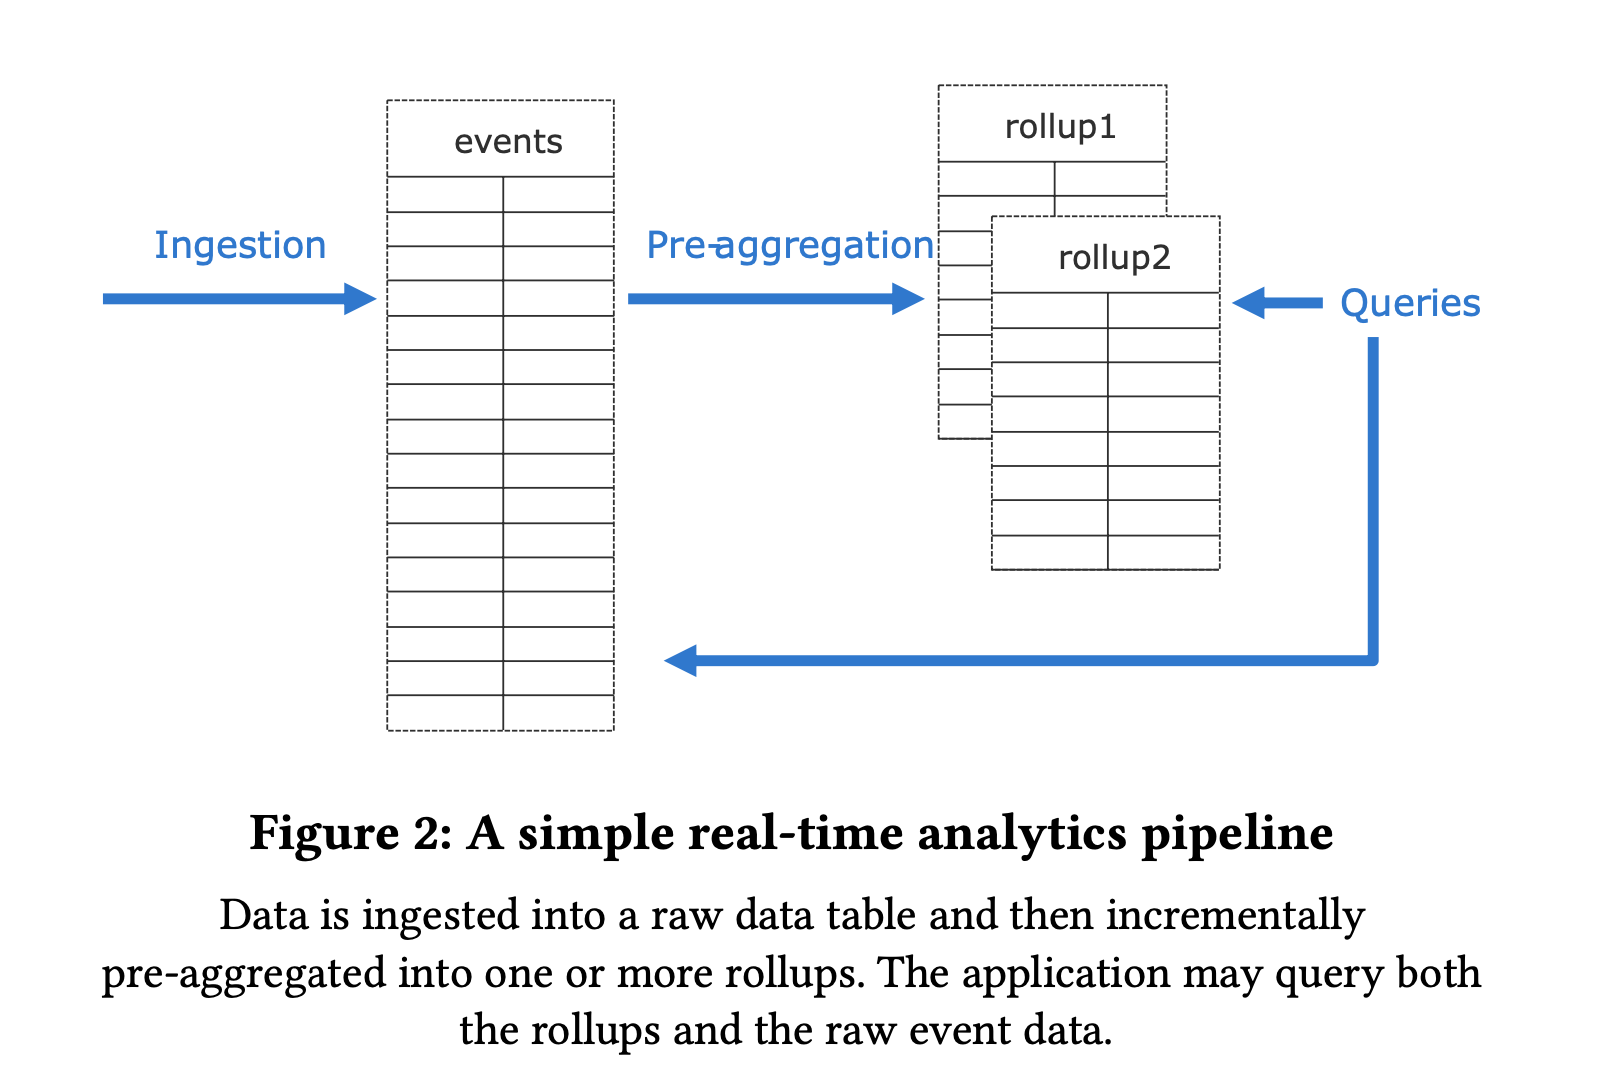 events
rollup1
Ingestion
Pre-aggregation
rollup2
Queries
Figure 2: A simple real-time analytics pipeline
Data is ingested into a raw data table and then incrementally
pre-aggregated into one or more rollups. The application may query both
the rollups and the raw event data.